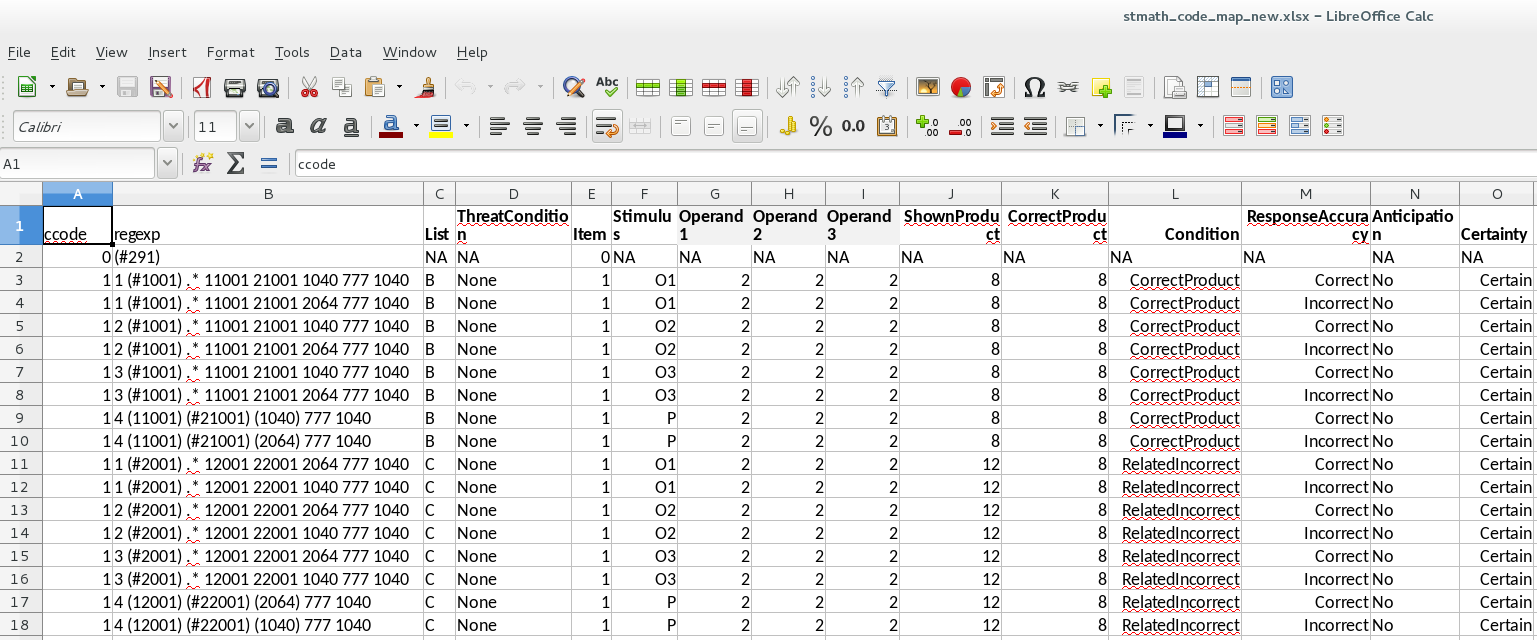 stmath_code_map_new.xlsx – LibreOffice Calc
File Edit View Insert Format Tools Data Window Help
Abc
Calibri 11 a a a a % 0.0 .00 .00
A1 ccode
A B C D E F G H I J K L M N O
1 ccode regexp List ThreatCondition Item Stimulus Operand1 Operand2 Operand3 ShownProduct CorrectProduct Condition ResponseAccuracy Anticipation Certainty
2 0 (#291) NA NA 0 NA NA NA NA NA NA NA NA NA NA
3 1 1 (#1001) .* 11001 21001 1040 777 1040 B None 1 O1 2 2 2 8 8 CorrectProduct Correct No Certain
4 1 1 (#1001) .* 11001 21001 2064 777 1040 B None 1 O1 2 2 2 8 8 CorrectProduct Incorrect No Certain
5 1 2 (#1001) .* 11001 21001 1040 777 1040 B None 1 O2 2 2 2 8 8 CorrectProduct Correct No Certain
6 1 2 (#1001) .* 11001 21001 2064 777 1040 B None 1 O2 2 2 2 8 8 CorrectProduct Incorrect No Certain
7 1 3 (#1001) .* 11001 21001 1040 777 1040 B None 1 O3 2 2 2 8 8 CorrectProduct Correct No Certain
8 1 3 (#1001) .* 11001 21001 2064 777 1040 B None 1 O3 2 2 2 8 8 CorrectProduct Incorrect No Certain
9 1 4 (11001) (#21001) (1040) 777 1040 B None 1 P 2 2 2 8 8 CorrectProduct Correct No Certain
10 1 4 (11001) (#21001) (2064) 777 1040 B None 1 P 2 2 2 8 8 CorrectProduct Incorrect No Certain
11 1 1 (#2001) .* 12001 22001 2064 777 1040 C None 1 O1 2 2 2 12 8 RelatedIncorrect Correct No Certain
12 1 1 (#2001) .* 12001 22001 1040 777 1040 C None 1 O1 2 2 2 12 8 RelatedIncorrect Incorrect No Certain
13 1 2 (#2001) .* 12001 22001 2064 777 1040 C None 1 O2 2 2 2 12 8 RelatedIncorrect Correct No Certain
14 1 2 (#2001) .* 12001 22001 1040 777 1040 C None 1 O2 2 2 2 12 8 RelatedIncorrect Incorrect No Certain
15 1 3 (#2001) .* 12001 22001 2064 777 1040 C None 1 O3 2 2 2 12 8 RelatedIncorrect Correct No Certain
16 1 3 (#2001) .* 12001 22001 1040 777 1040 C None 1 O3 2 2 2 12 8 RelatedIncorrect Incorrect No Certain
17 1 4 (12001) (#22001) (2064) 777 1040 C None 1 P 2 2 2 12 8 RelatedIncorrect Correct No Certain
18 1 4 (12001) (#22001) (1040) 777 1040 C None 1 P 2 2 2 12 8 RelatedIncorrect Incorrect No Certain